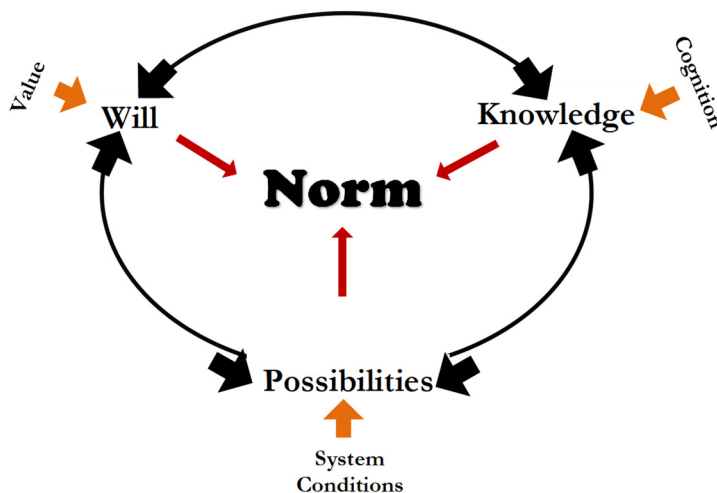 Value
Cognition
Will
Knowledge
Norm
Possibilities
System
Conditions